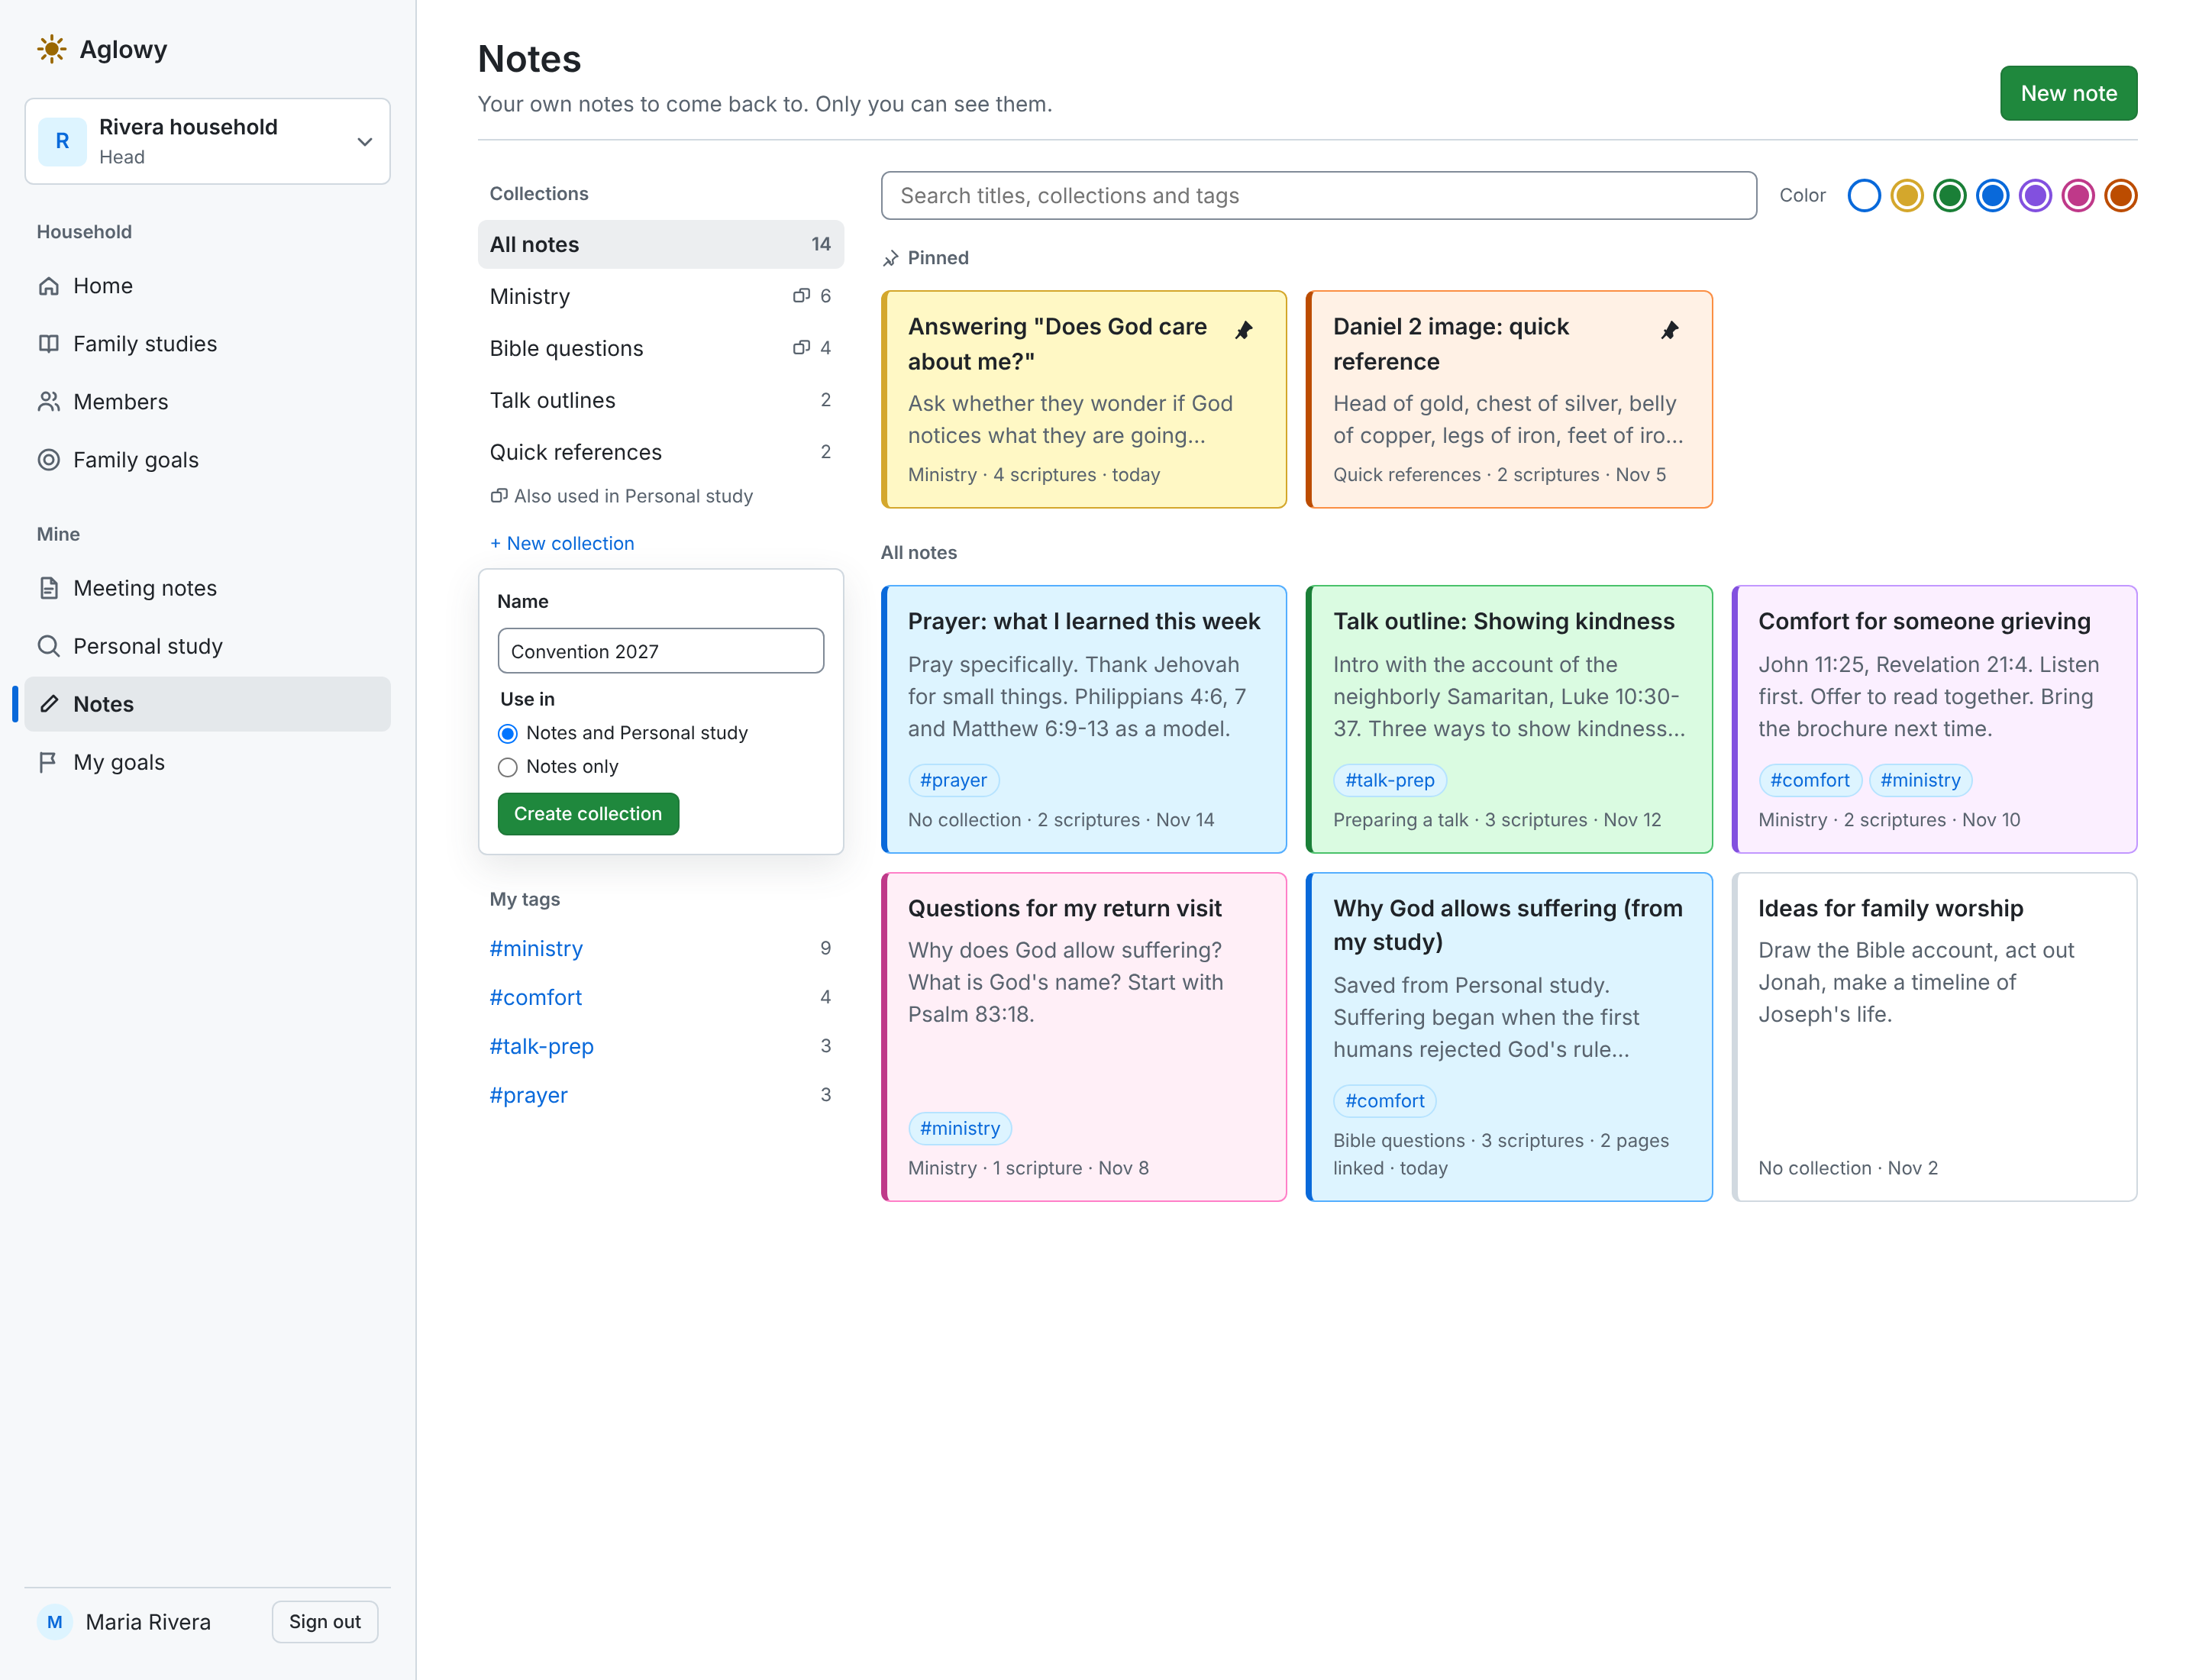 Aglowy
R
Rivera household
Head
Household
Home
Family studies
Members
Family goals
Mine
Meeting notes
Personal study
Notes
My goals
M
Maria Rivera
Sign out
Notes
Your own notes to come back to. Only you can see them.
New note
Collections
All notes 14
Ministry 6
Bible questions 4
Talk outlines 2
Quick references 2
Also used in Personal study
+ New collection
Name
Convention 2027
Use in
Notes and Personal study
Notes only
Create collection
My tags
#ministry 9
#comfort 4
#talk-prep 3
#prayer 3
Search titles, collections and tags
Color
Pinned
Answering "Does God care
about me?"
Ask whether they wonder if God
notices what they are going...
Ministry · 4 scriptures · today
Daniel 2 image: quick
reference
Head of gold, chest of silver, belly
of copper, legs of iron, feet of iro...
Quick references · 2 scriptures · Nov 5
All notes
Prayer: what I learned this week
Pray specifically. Thank Jehovah
for small things. Philippians 4:6, 7
and Matthew 6:9-13 as a model.
#prayer
No collection · 2 scriptures · Nov 14
Talk outline: Showing kindness
Intro with the account of the
neighborly Samaritan, Luke 10:30-
37. Three ways to show kindness...
#talk-prep
Preparing a talk · 3 scriptures · Nov 12
Comfort for someone grieving
John 11:25, Revelation 21:4. Listen
first. Offer to read together. Bring
the brochure next time.
#comfort #ministry
Ministry · 2 scriptures · Nov 10
Questions for my return visit
Why does God allow suffering?
What is God's name? Start with
Psalm 83:18.
#ministry
Ministry · 1 scripture · Nov 8
Why God allows suffering (from
my study)
Saved from Personal study.
Suffering began when the first
humans rejected God's rule...
#comfort
Bible questions · 3 scriptures · 2 pages
linked · today
Ideas for family worship
Draw the Bible account, act out
Jonah, make a timeline of
Joseph's life.
No collection · Nov 2